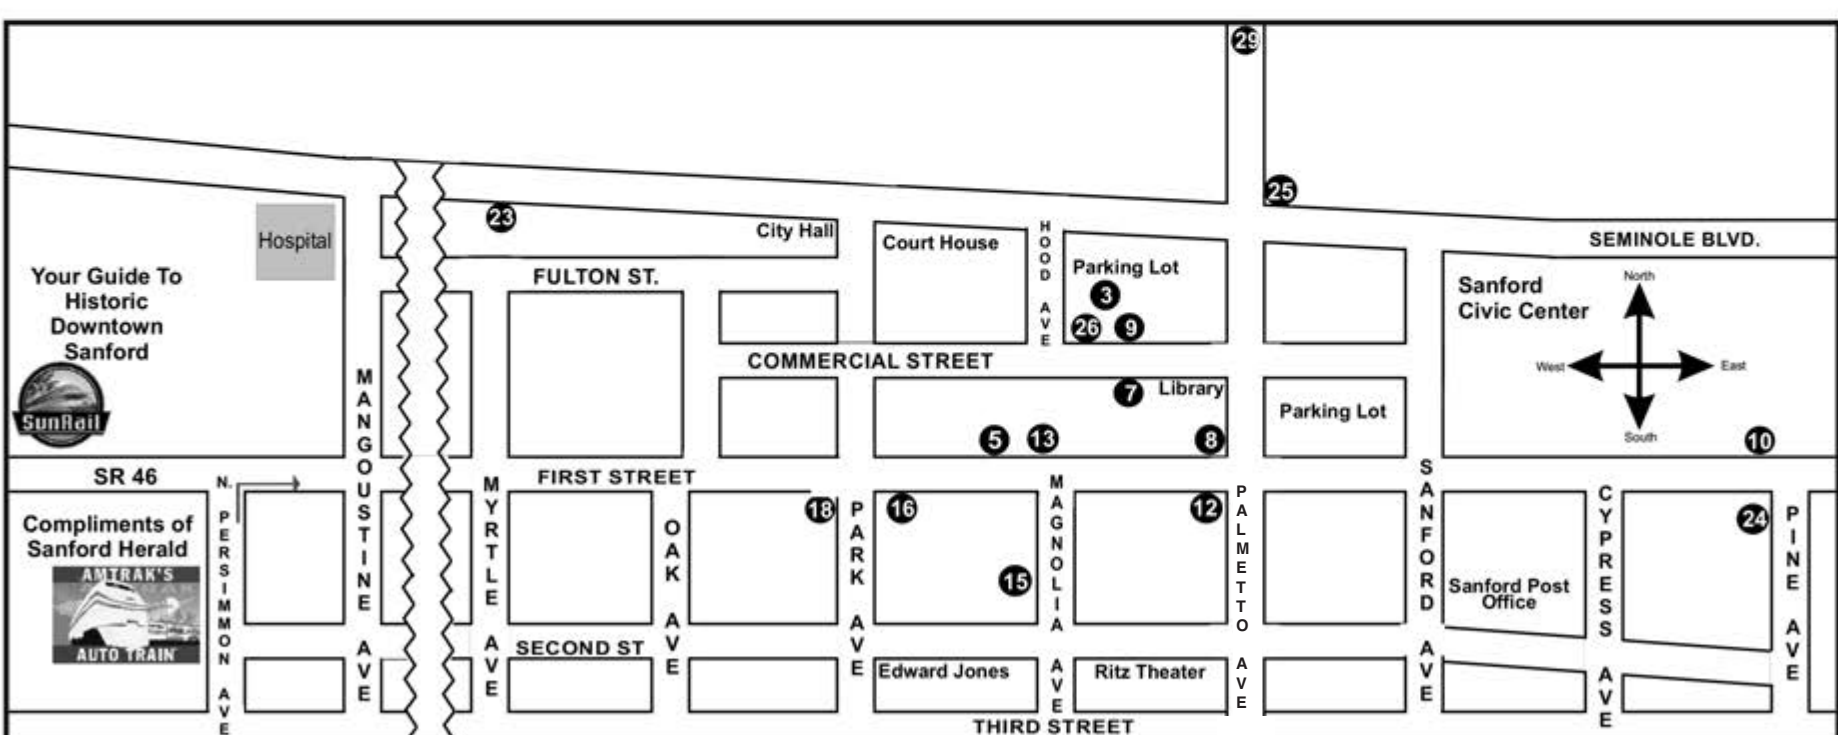 29
25
23
City Hall
Court House
HOOD AVE
Parking Lot
3
26
9
SEMINOLE BLVD.
Hospital
Your Guide To
Historic
Downtown
Sanford
SunRail
FULTON ST.
Sanford
Civic Center
North
West
East
South
COMMERCIAL STREET
7
Library
5
13
8
Parking Lot
10
MANGOUSTINE AVE
SR 46
N. PERSIMMON AVE
FIRST STREET
MYRTLE AVE
OAK AVE
18
PARK AVE
16
15
MAGNOLIA AVE
12
PALMETTO AVE
SANFORD AVE
CYPRESS AVE
24
PINE AVE
Compliments of
Sanford Herald
AMTRAK'S
AUTO TRAIN
Sanford Post
Office
SECOND ST
Edward Jones
Ritz Theater
THIRD STREET